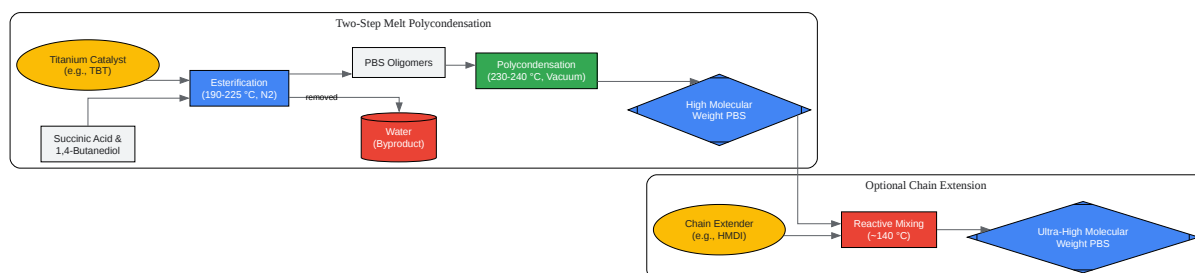 Two-Step Melt Polycondensation
Titanium Catalyst
(e.g., TBT)
Succinic Acid &
1,4-Butanediol
Esterification
(190-225 °C, N2)
removed
PBS Oligomers
Water
(Byproduct)
Polycondensation
(230-240 °C, Vacuum)
High Molecular
Weight PBS
Optional Chain Extension
Chain Extender
(e.g., HMDI)
Reactive Mixing
(~140 °C)
Ultra-High Molecular
Weight PBS